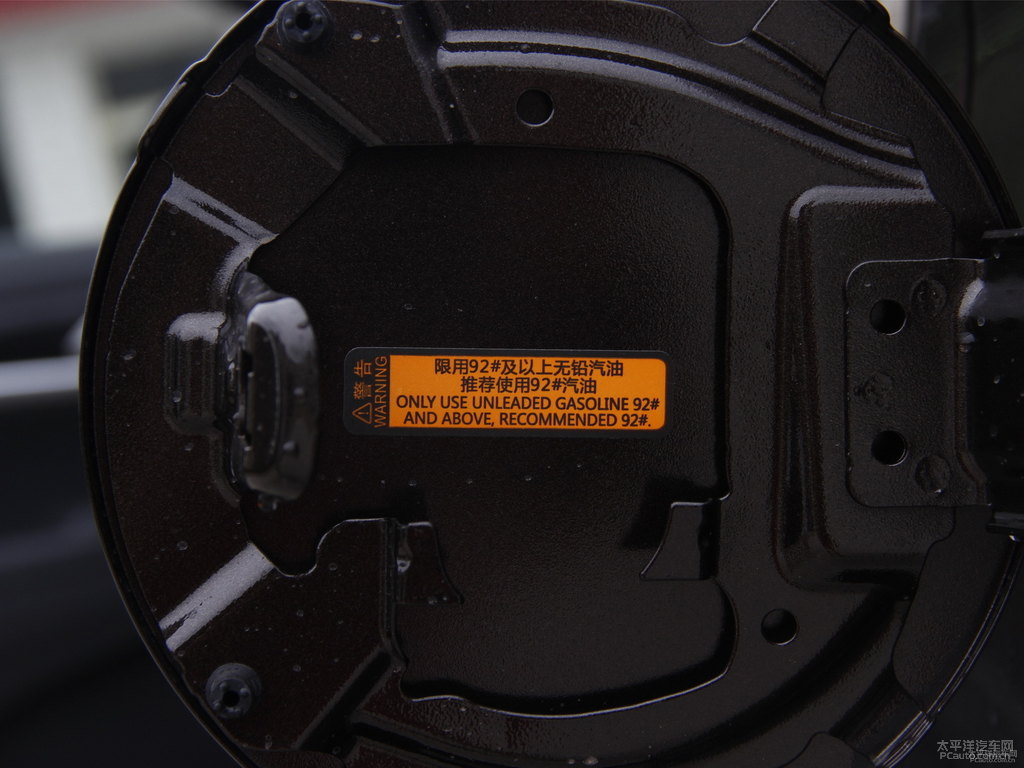 警告
WARNING
限用92#及以上无铅汽油
推荐使用92#汽油
ONLY USE UNLEADED GASOLINE 92#
AND ABOVE, RECOMMENDED 92#.
太平洋汽车网
PCauto.com.cn